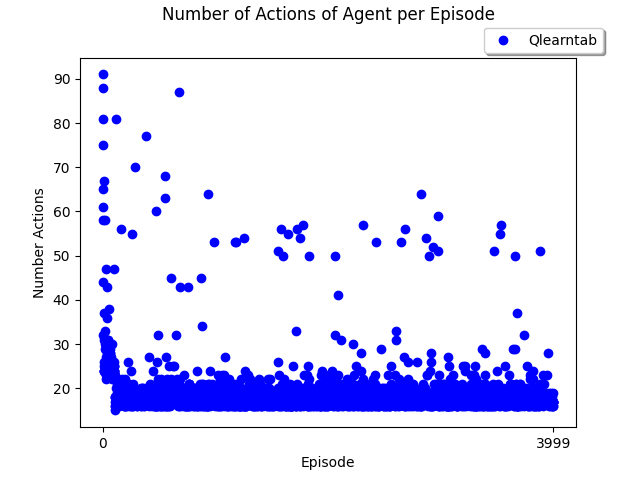 Number of Actions of Agent per Episode
Qlearntab
90
80
70
60
50
40
30
20
Number Actions
0
3999
Episode